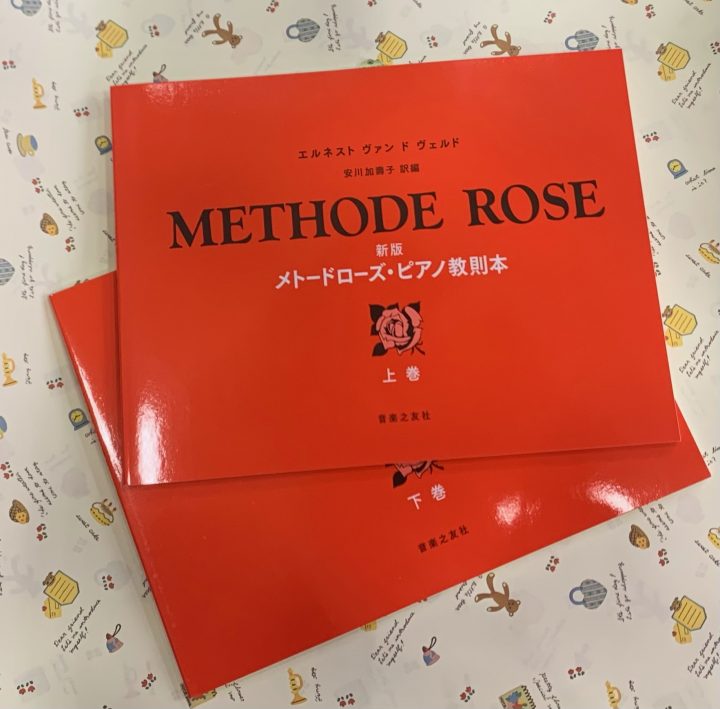 エルネスト ヴァン ド ヴェルド
安川加壽子 訳編
METHODE ROSE
新版
メトードローズ・ピアノ教則本
上巻
音楽之友社
下巻
音楽之友社